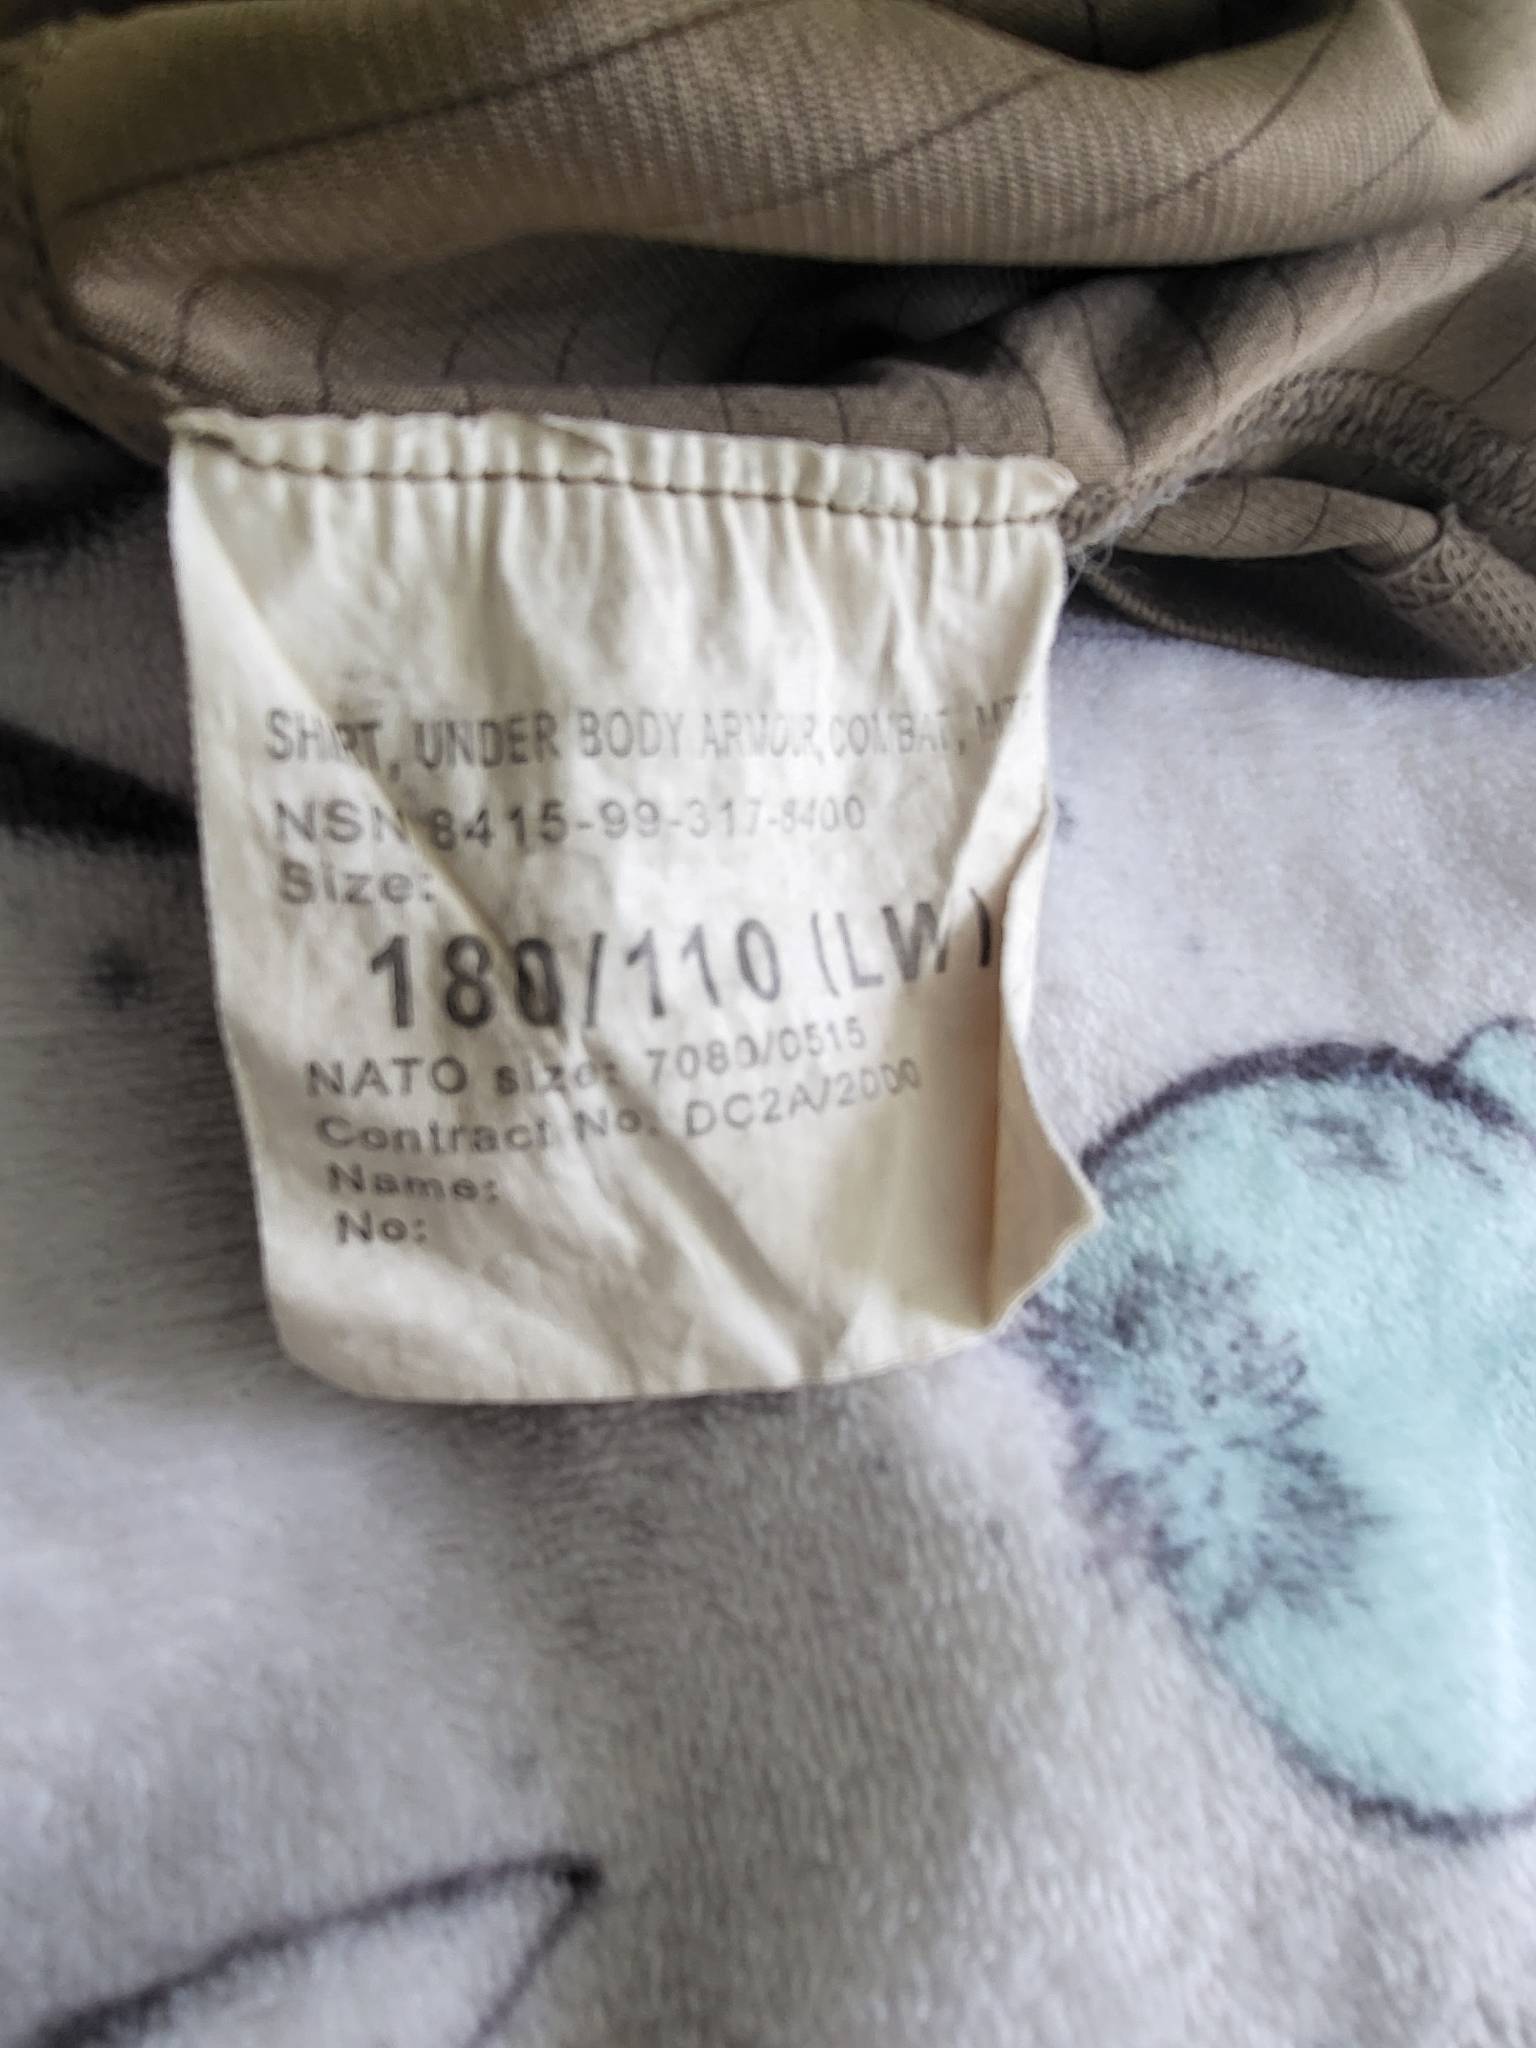 SHIRT, UNDER BODY ARMOUR, COMBAT,
NSN 8415-99-317-8400
Size:
180/110 (LW)
NATO size: 7080/0515
Contract No. DC2A/2000
Name:
No: